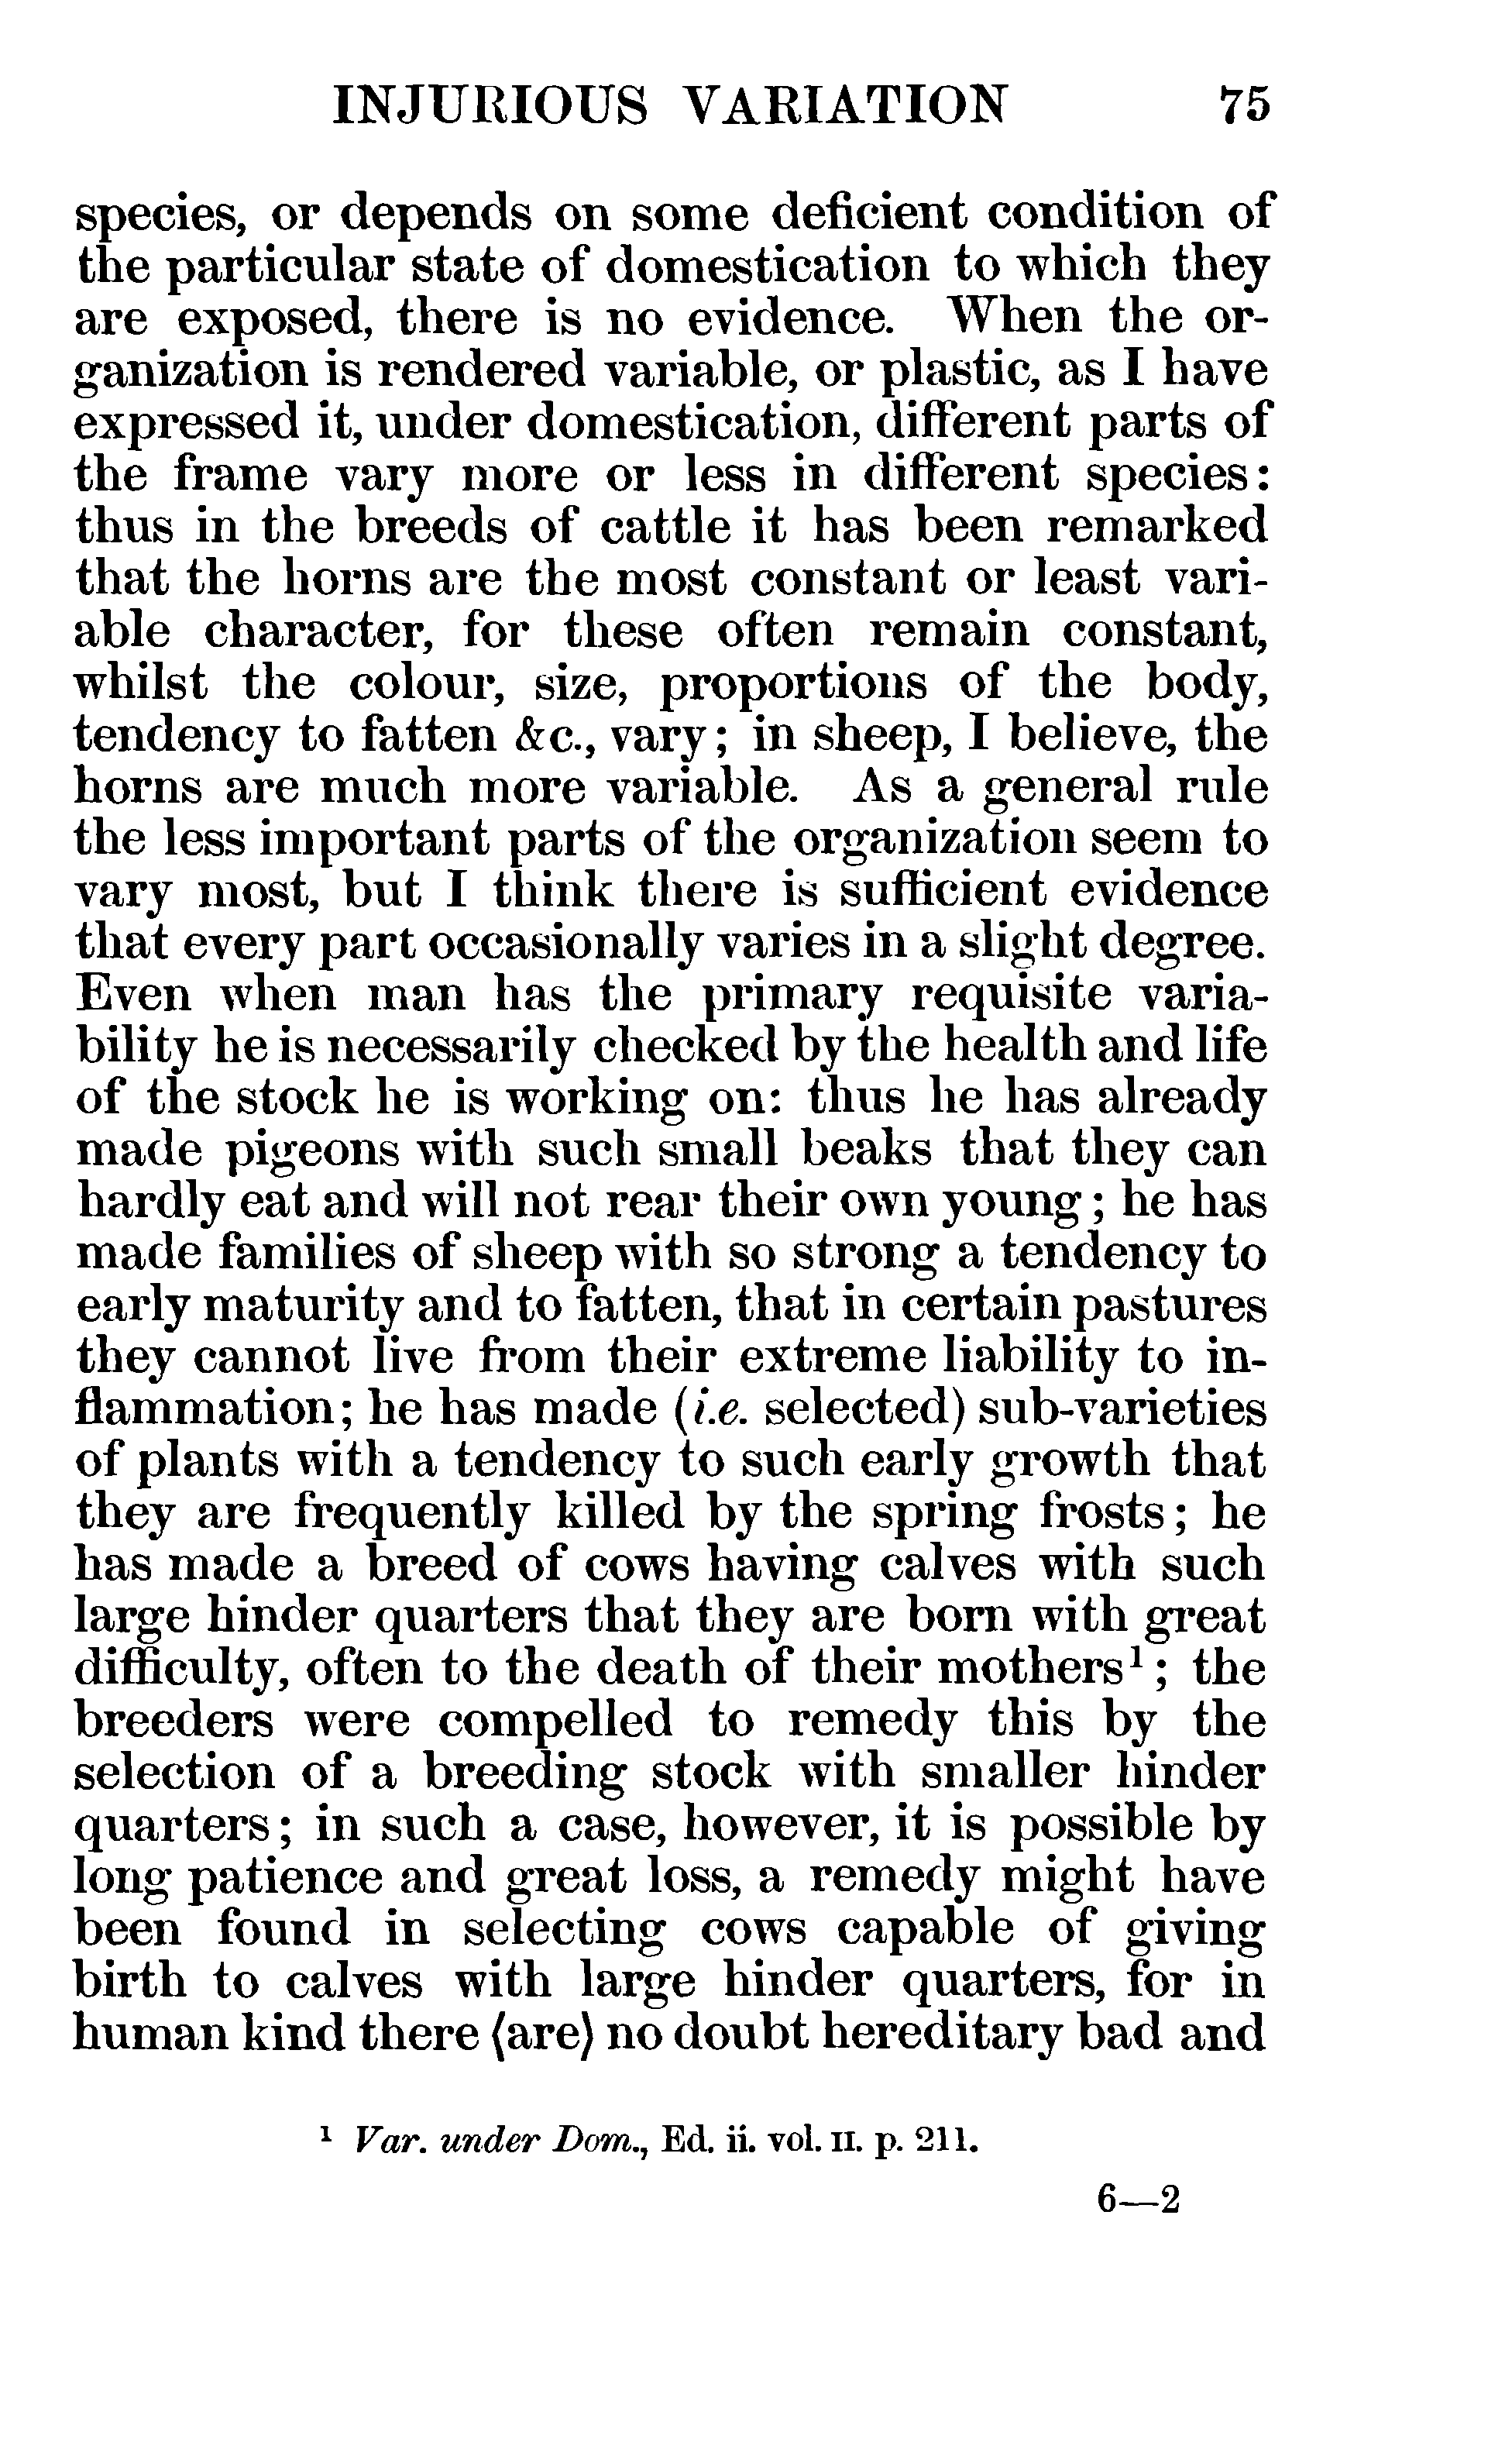 INJURIOUS VARIATION 75
species, or depends on some deficient condition of
the particular state of domestication to which they
are exposed, there is no evidence. When the or-
ganization is rendered variable, or plastic, as I have
expressed it, under domestication, different parts of
the frame vary more or less in different species:
thus in the breeds of cattle it has been remarked
that the horns are the most constant or least vari-
able character, for these often remain constant,
whilst the colour, size, proportions of the body,
tendency to fatten &c., vary; in sheep, I believe, the
horns are much more variable. As a general rule
the less important parts of the organization seem to
vary most, but I think there is sufficient evidence
that every part occasionally varies in a slight degree.
Even when man has the primary requisite varia-
bility he is necessarily checked by the health and life
of the stock he is working on: thus he has already
made pigeons with such small beaks that they can
hardly eat and will not rear their own young; he has
made families of sheep with so strong a tendency to
early maturity and to fatten, that in certain pastures
they cannot live from their extreme liability to in-
flammation; he has made (i.e. selected) sub-varieties
of plants with a tendency to such early growth that
they are frequently killed by the spring frosts; he
has made a breed of cows having calves with such
large hinder quarters that they are born with great
difficulty, often to the death of their mothers¹; the
breeders were compelled to remedy this by the
selection of a breeding stock with smaller hinder
quarters; in such a case, however, it is possible by
long patience and great loss, a remedy might have
been found in selecting cows capable of giving
birth to calves with large hinder quarters, for in
human kind there ⟨are⟩ no doubt hereditary bad and
¹ Var. under Dom., Ed. ii. vol. II. p. 211.
6—2